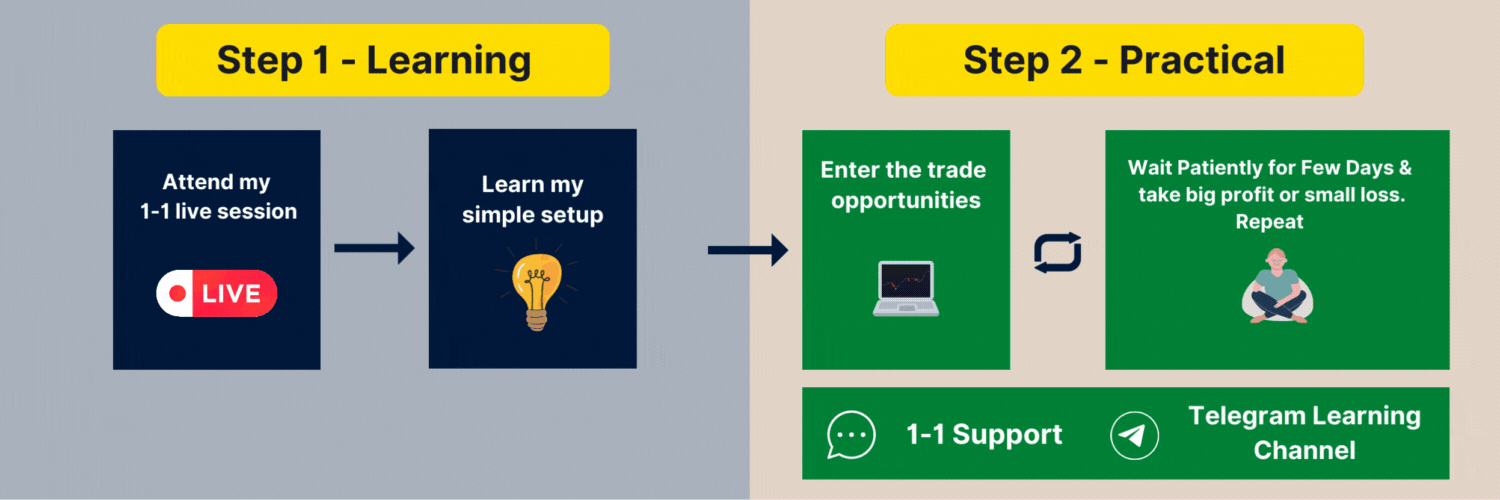 Step 1 - Learning
Attend my
1-1 live session
LIVE
Learn my
simple setup
Step 2 - Practical
Enter the trade
opportunities
Wait Patiently for Few Days &
take big profit or small loss.
Repeat
1-1 Support
Telegram Learning
Channel